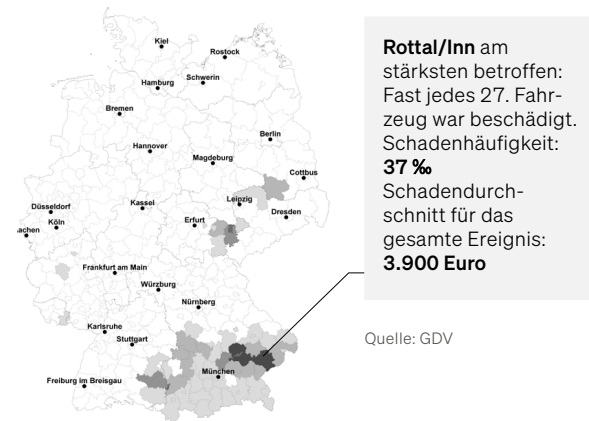 Kiel
Rostock
Schwerin
Hamburg
Bremen
Berlin
Hannover
Magdeburg
Cottbus
Leipzig
Kassel
Düsseldorf
Dresden
Köln
Erfurt
achen
Frankfurt am Main
Würzburg
Nürnberg
Karlsruhe
Stuttgart
München
Freiburg im Breisgau
Rottal/Inn am
stärksten betroffen:
Fast jedes 27. Fahr-
zeug war beschädigt.
Schadenhäufigkeit:
37 ‰
Schadendurch-
schnitt für das
gesamte Ereignis:
3.900 Euro
Quelle: GDV